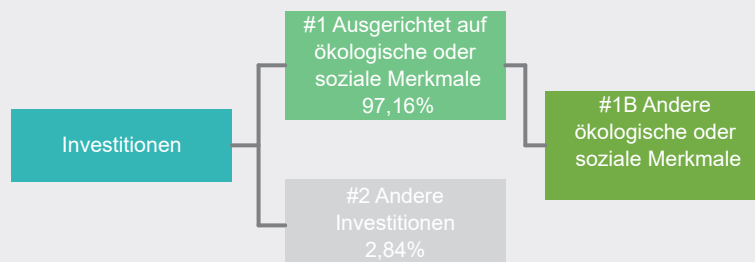 Investitionen
#1 Ausgerichtet auf
ökologische oder
soziale Merkmale
97,16%
#2 Andere
Investitionen
2,84%
#1B Andere
ökologische oder
soziale Merkmale